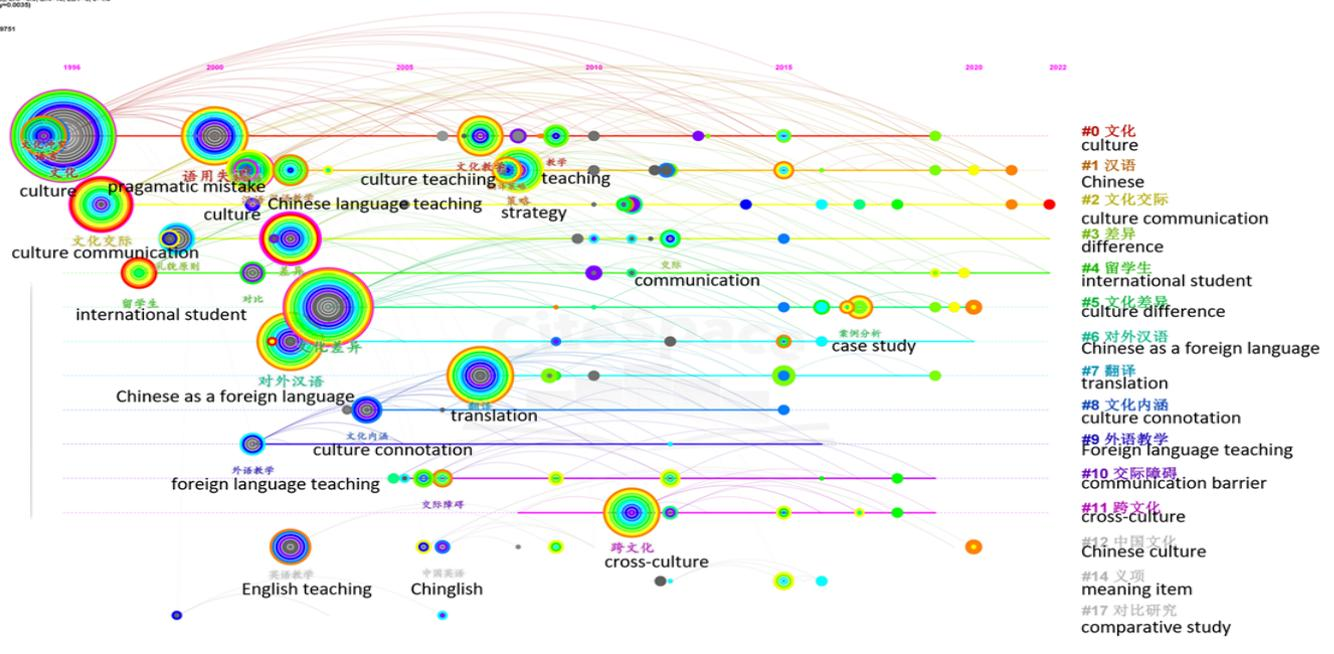 y=0.0035)
9751
1996 2000 2005 2010 2015 2020 2022
文化
culture
语用失
pragamatic mistake
文化教学
culture teachiing
教学
teaching
culture
Chinese language teaching
策略
strategy
文化交际
culture communication
礼貌原则
差异
交际
communication
留学生
international student
对比
文化差异
案例分析
case study
对外汉语
Chinese as a foreign language
翻译
translation
文化内涵
culture connotation
外语教学
foreign language teaching
交际障碍
跨文化
cross-culture
英语教学
English teaching
中国英语
Chinglish
CiteSpace
#0 文化
culture
#1 汉语
Chinese
#2 文化交际
culture communication
#3 差异
difference
#4 留学生
international student
#5 文化差异
culture difference
#6 对外汉语
Chinese as a foreign language
#7 翻译
translation
#8 文化内涵
culture connotation
#9 外语教学
Foreign language teaching
#10 交际障碍
communication barrier
#11 跨文化
cross-culture
#12 中国文化
Chinese culture
#14 义项
meaning item
#17 对比研究
comparative study